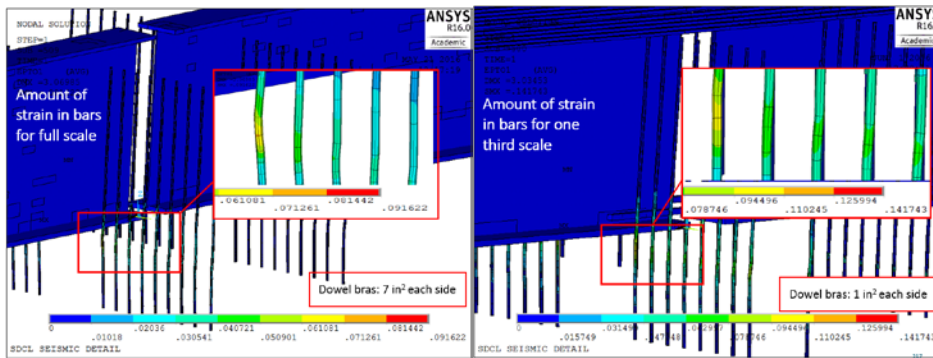 NODAL SOLUTION
STEP=1
ANSYS
R16.0
Academic
Amount of
strain in bars
for full scale
.061081
.081442
.071261
.091622
Dowel bras: 7 in² each side
0
.02036
.040721
.061081
.081442
.01018
.030541
.050901
.071261
.091622
SDCL SEISMIC DETAIL
ANSYS
R16.0
Academic
Amount of strain
in bars for one
third scale
.094496
.125994
.078746
.110245
.141743
Dowel bras: 1 in² each side
0
.031499
.094496
.125994
.015749
.078746
.110245
.141743
SDCL SEISMIC DETAIL